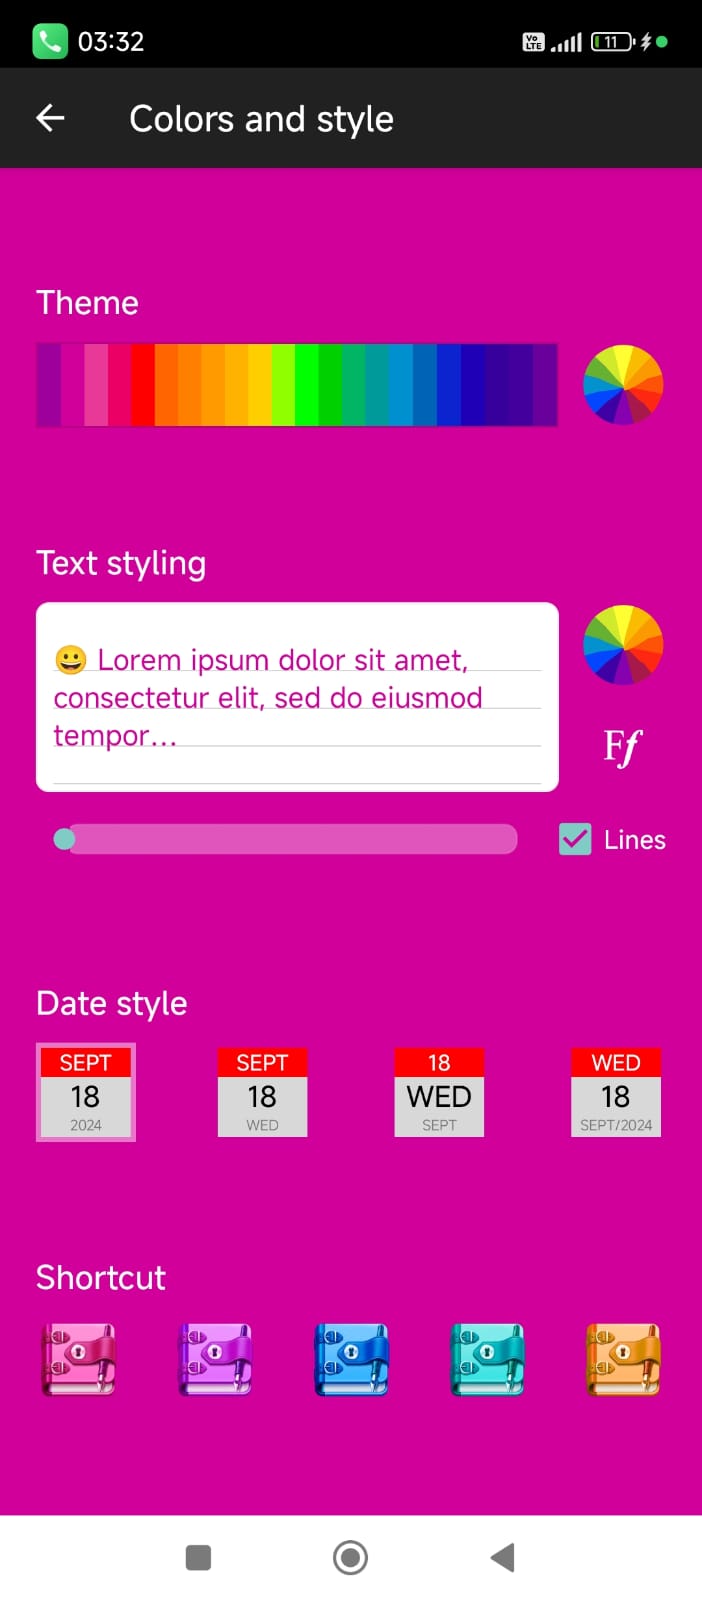 03:32
Vo
LTE
11
Colors and style
Theme
Text styling
😀 Lorem ipsum dolor sit amet,
consectetur elit, sed do eiusmod
tempor...
Ff
Lines
Date style
SEPT
18
2024
SEPT
18
WED
18
WED
SEPT
WED
18
SEPT/2024
Shortcut